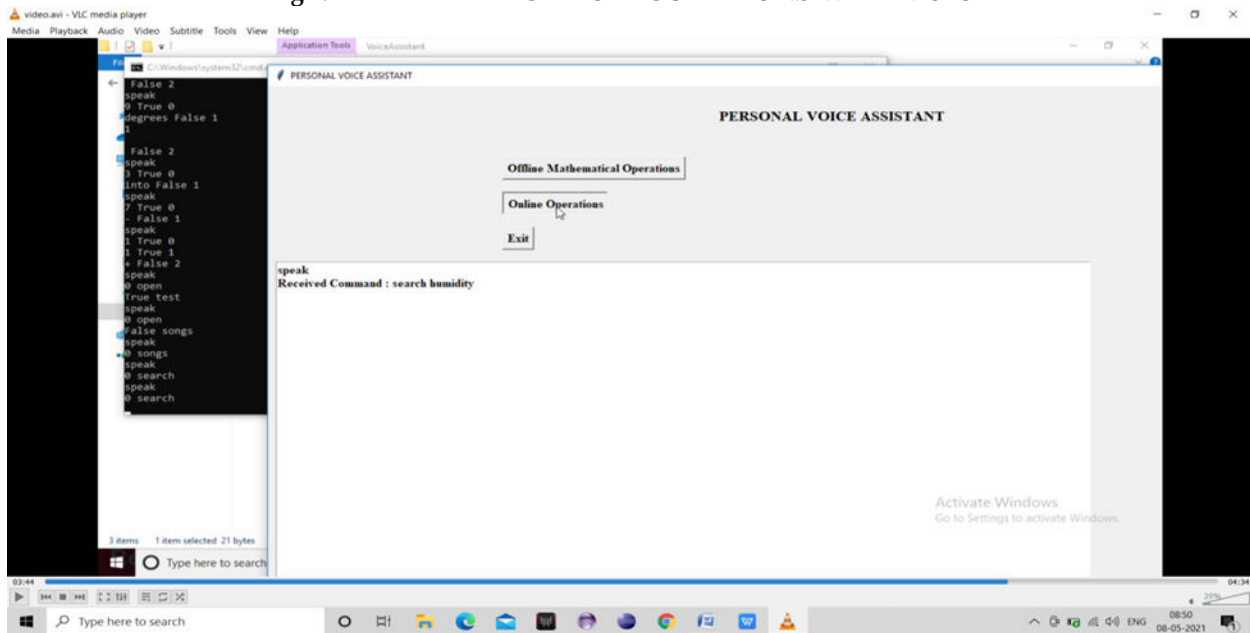 video.avi - VLC media player
Media Playback Audio Video Subtitle Tools View Help
Application Tools VoiceAssistant
C:\Windows\system32\cmd.
False 2
speak
9 True 0
degrees False 1
1
False 2
speak
3 True 0
into False 1
speak
7 True 0
- False 1
speak
1 True 0
1 True 1
+ False 2
speak
0 open
True test
speak
0 open
False songs
speak
0 songs
speak
0 search
speak
0 search
PERSONAL VOICE ASSISTANT
PERSONAL VOICE ASSISTANT
Offline Mathematical Operations
Online Operations
Exit
speak
Received Command : search humidity
Activate Windows
Go to Settings to activate Windows.
3 items 1 item selected 21 bytes
Type here to search
03:44 04:34
20%
Type here to search
ENG
08:50
08-05-2021